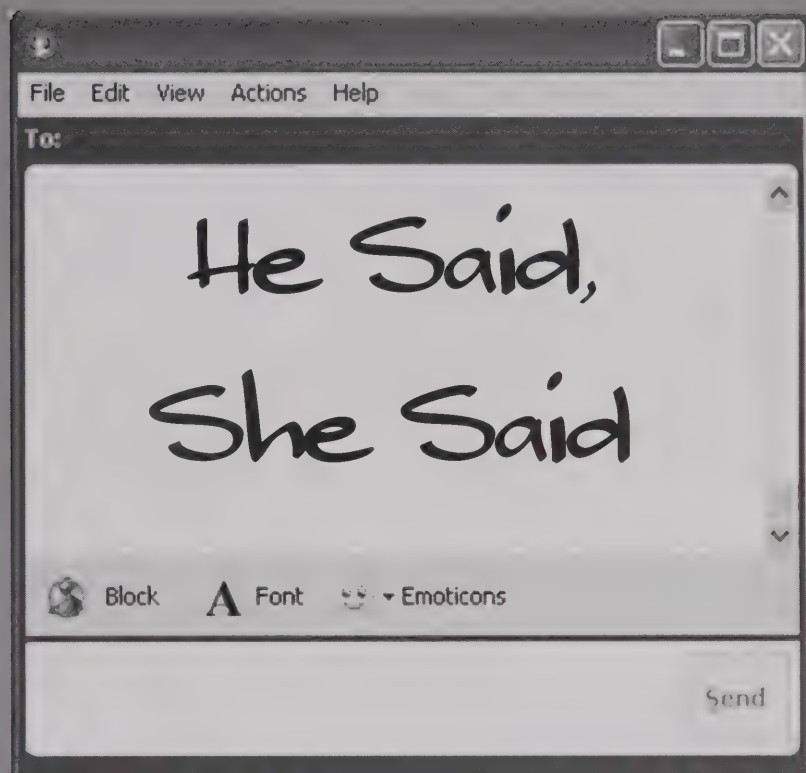 File Edit View Actions Help
To:
He Said,
She Said
Block A Font Emoticons
Send